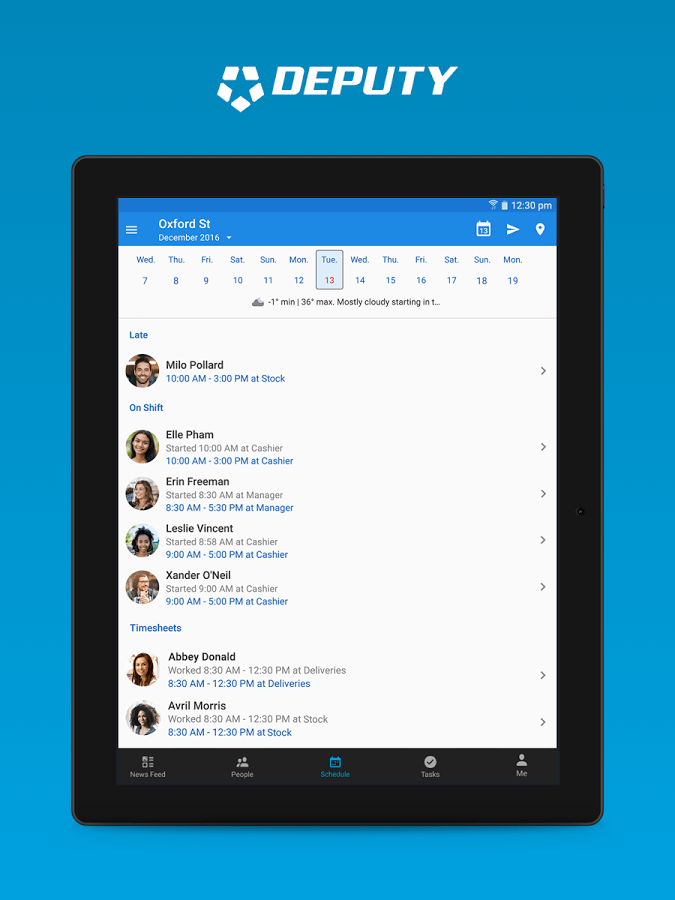 DEPUTY
12:30 pm
Oxford St
December 2016
13
Wed. Thu. Fri. Sat. Sun. Mon. Tue. Wed. Thu. Fri. Sat. Sun. Mon.
7 8 9 10 11 12 13 14 15 16 17 18 19
-1° min | 36° max. Mostly cloudy starting in t...
Late
Milo Pollard
10:00 AM - 3:00 PM at Stock
On Shift
Elle Pham
Started 10:00 AM at Cashier
10:00 AM - 3:00 PM at Cashier
Erin Freeman
Started 8:30 AM at Manager
8:30 AM - 5:30 PM at Manager
Leslie Vincent
Started 8:58 AM at Cashier
9:00 AM - 5:00 PM at Cashier
Xander O'Neil
Started 9:00 AM at Cashier
9:00 AM - 5:00 PM at Cashier
Timesheets
Abbey Donald
Worked 8:30 AM - 12:30 PM at Deliveries
8:30 AM - 12:30 PM at Deliveries
Avril Morris
Worked 8:30 AM - 12:30 PM at Stock
8:30 AM - 12:30 PM at Stock
News Feed People Schedule Tasks Me